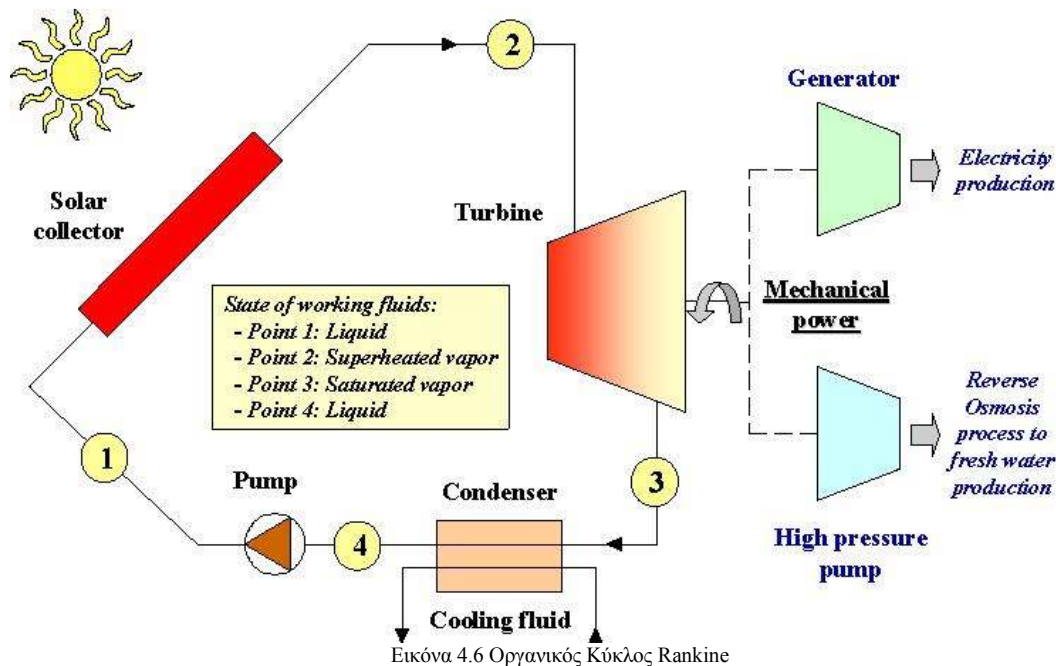 2
Generator
Electricity
production
Solar
collector
Turbine
State of working fluids:
- Point 1: Liquid
- Point 2: Superheated vapor
- Point 3: Saturated vapor
- Point 4: Liquid
Mechanical
power
Reverse
Osmosis
process to
fresh water
production
1
Pump
Condenser
3
4
High pressure
pump
Cooling fluid
Εικόνα 4.6 Οργανικός Κύκλος Rankine